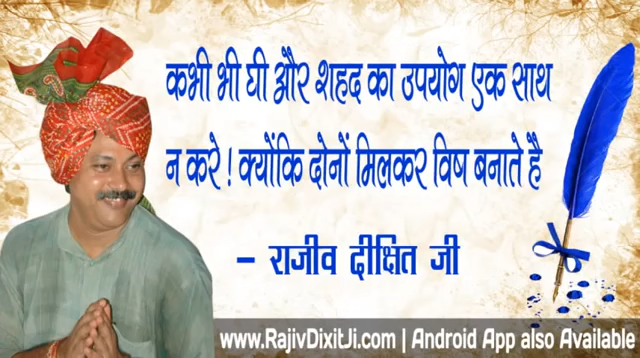 कभी भी घी और शहद का उपयोग एक साथ
न करे ! क्योंकि दोनों मिलकर विष बनाते है
– राजीव दीक्षित जी
www.RajivDixitJi.com | Android App also Available